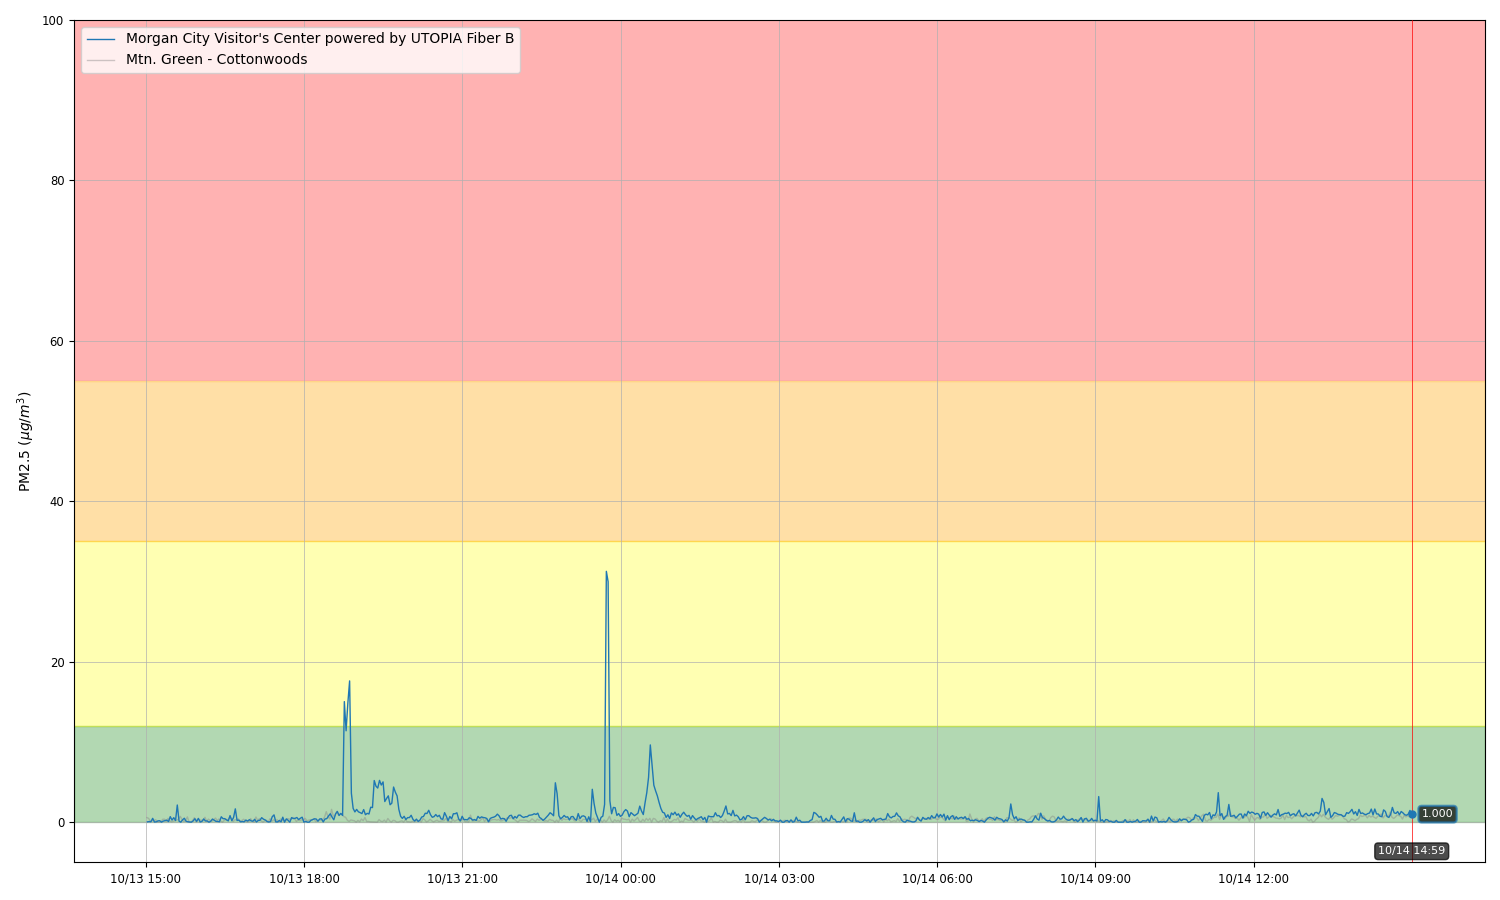 100
Morgan City Visitor's Center powered by UTOPIA Fiber B
Mtn. Green - Cottonwoods
80
60
PM2.5 (μg/m³)
40
20
0
1.000
10/14 14:59
10/13 15:00 10/13 18:00 10/13 21:00 10/14 00:00 10/14 03:00 10/14 06:00 10/14 09:00 10/14 12:00